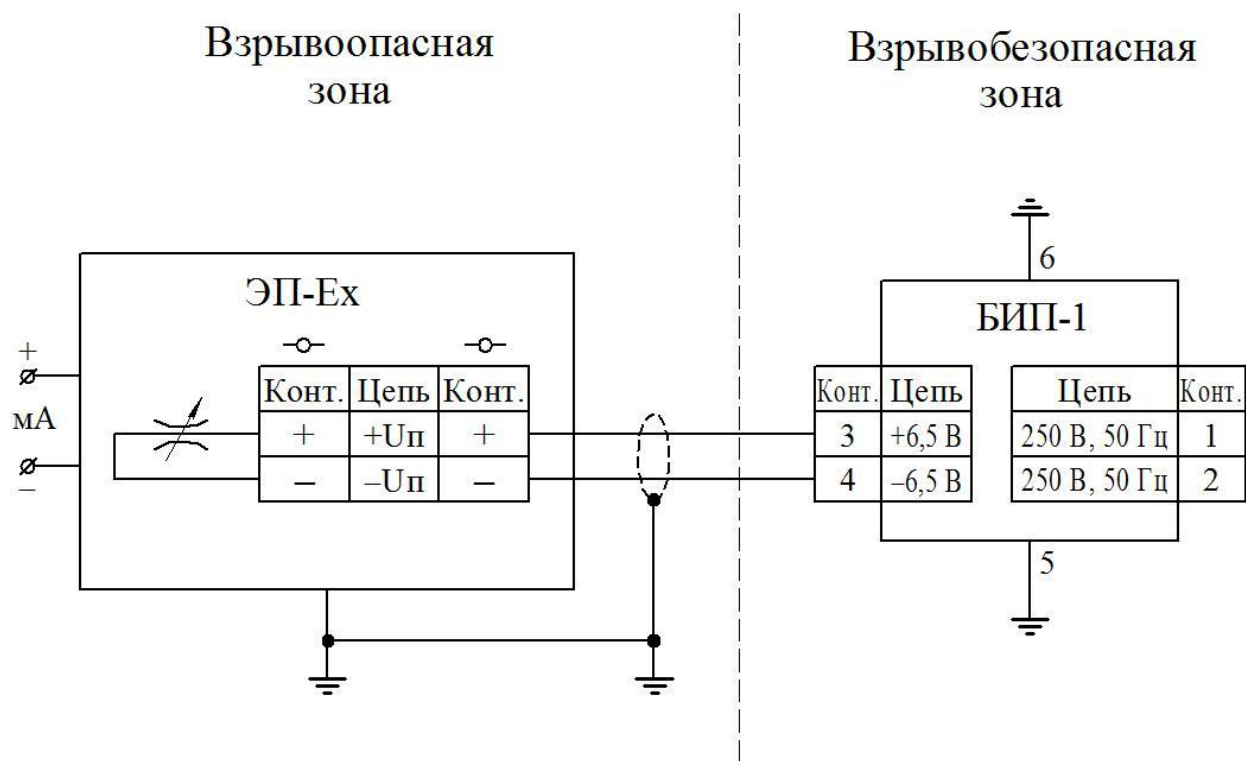 Взрывоопасная
зона
Взрывобезопасная
зона
6
ЭП-Ex
БИП-1
+
мА
–
Конт. Цепь Конт.
+ +Uп +
– –Uп –
Конт. Цепь
3 +6,5 В
4 –6,5 В
Цепь Конт.
250 В, 50 Гц 1
250 В, 50 Гц 2
5